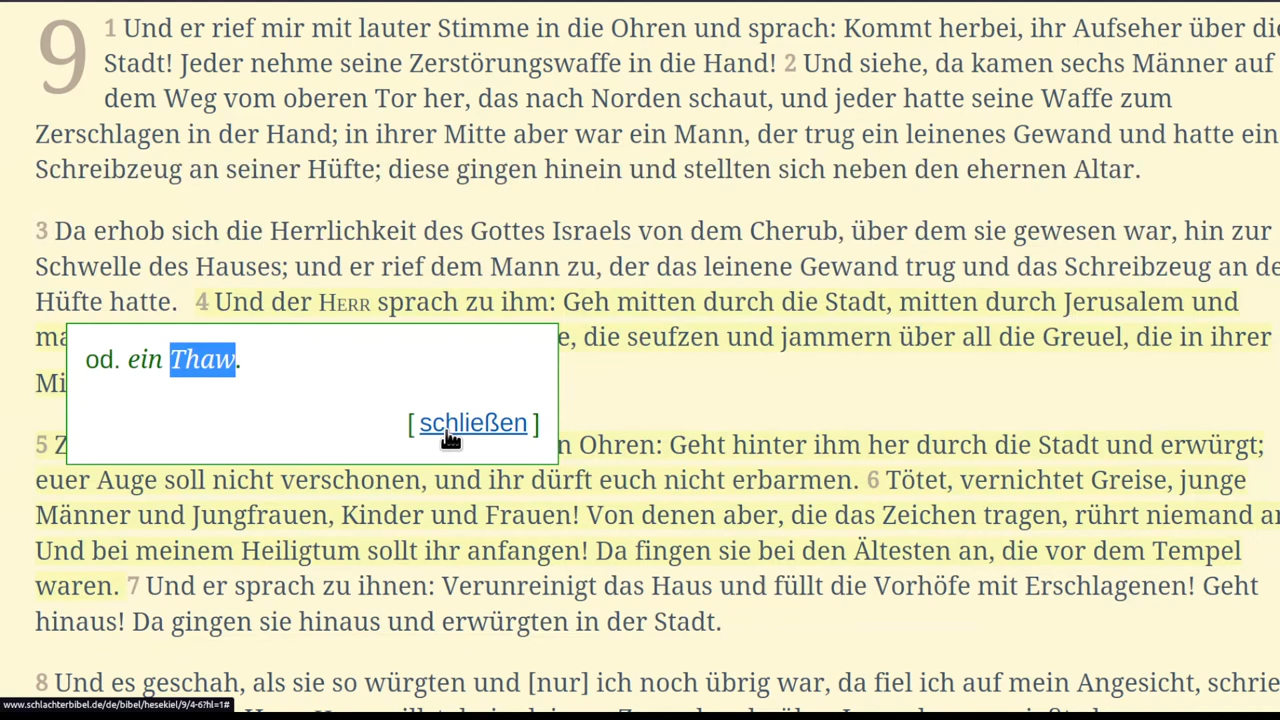 9
1 Und er rief mir mit lauter Stimme in die Ohren und sprach: Kommt herbei, ihr Aufseher über
Stadt! Jeder nehme seine Zerstörungswaffe in die Hand! 2 Und siehe, da kamen sechs Männer auf
dem Weg vom oberen Tor her, das nach Norden schaut, und jeder hatte seine Waffe zum
Zerschlagen in der Hand; in ihrer Mitte aber war ein Mann, der trug ein leinenes Gewand und hatte ein
Schreibzeug an seiner Hüfte; diese gingen hinein und stellten sich neben den ehernen Altar.
3 Da erhob sich die Herrlichkeit des Gottes Israels von dem Cherub, über dem sie gewesen war, hin zur
Schwelle des Hauses; und er rief dem Mann zu, der das leinene Gewand trug und das Schreibzeug an
Hüfte hatte. 4 Und der HERR sprach zu ihm: Geh mitten durch die Stadt, mitten durch Jerusalem und
die seufzen und jammern über all die Greuel, die in ihrer
od. ein Thaw.
[ schließen ]
5
Ohren: Geht hinter ihm her durch die Stadt und erwürgt;
euer Auge soll nicht verschonen, und ihr dürft euch nicht erbarmen. 6 Tötet, vernichtet Greise, junge
Männer und Jungfrauen, Kinder und Frauen! Von denen aber, die das Zeichen tragen, rührt niemand
Und bei meinem Heiligtum sollt ihr anfangen! Da fingen sie bei den Ältesten an, die vor dem Tempel
waren. 7 Und er sprach zu ihnen: Verunreinigt das Haus und füllt die Vorhöfe mit Erschlagenen! Geht
hinaus! Da gingen sie hinaus und erwürgten in der Stadt.
8 Und es geschah, als sie so würgten und [nur] ich noch übrig war, da fiel ich auf mein Angesicht,
www.schlachterbibel.de/de/bibel/hesekiel/9/4-6?hl=1#